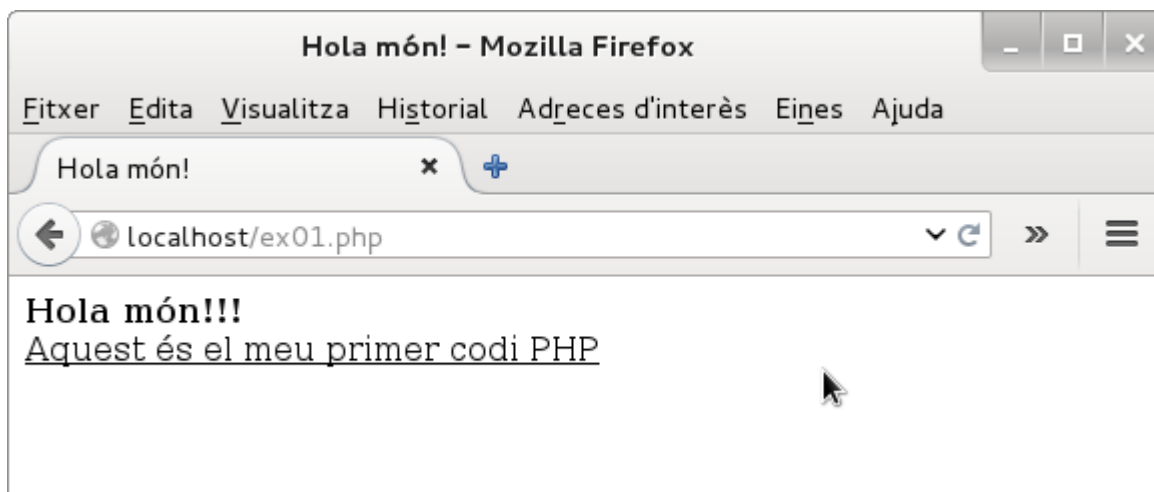 Hola món! – Mozilla Firefox
Fitxer Edita Visualitza Historial Adreces d'interès Eines Ajuda
Hola món!
localhost/ex01.php
Hola món!!!
Aquest és el meu primer codi PHP